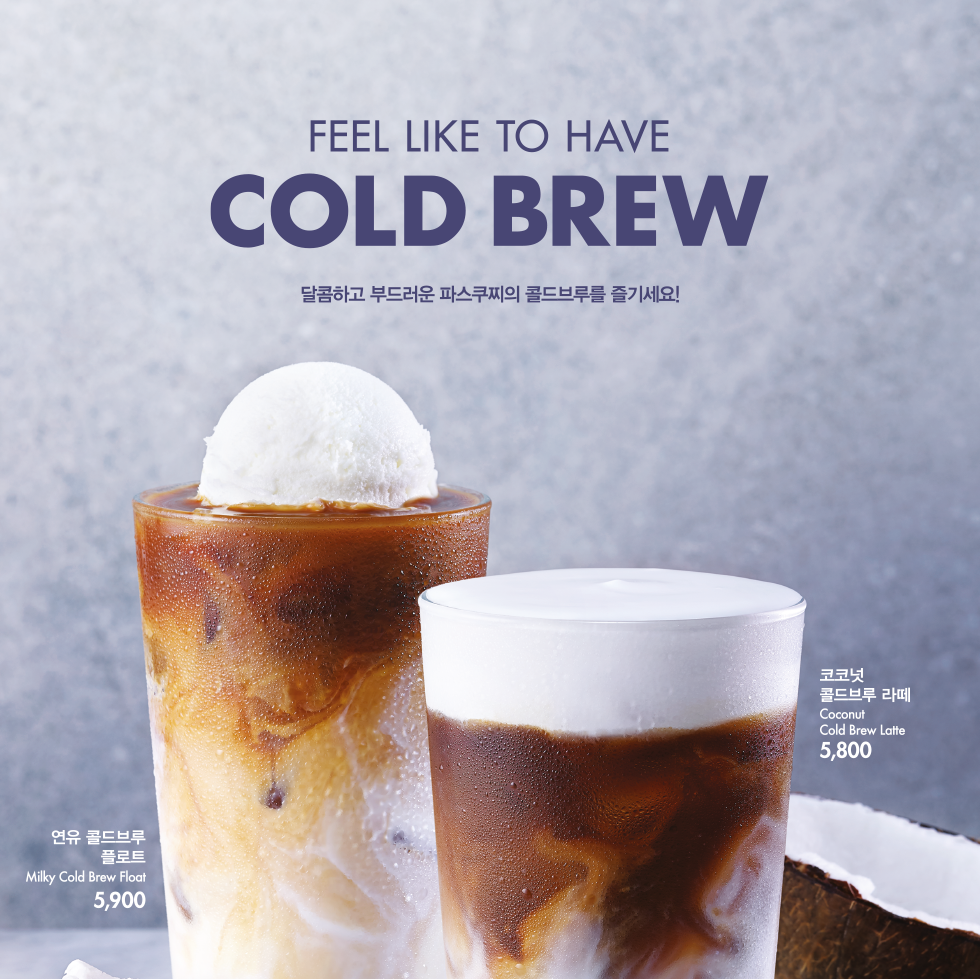 FEEL LIKE TO HAVE
COLD BREW
달콤하고 부드러운 파스쿠찌의 콜드브루를 즐기세요!
코코넛
콜드브루 라떼
Coconut
Cold Brew Latte
5,800
연유 콜드브루
플로트
Milky Cold Brew Float
5,900